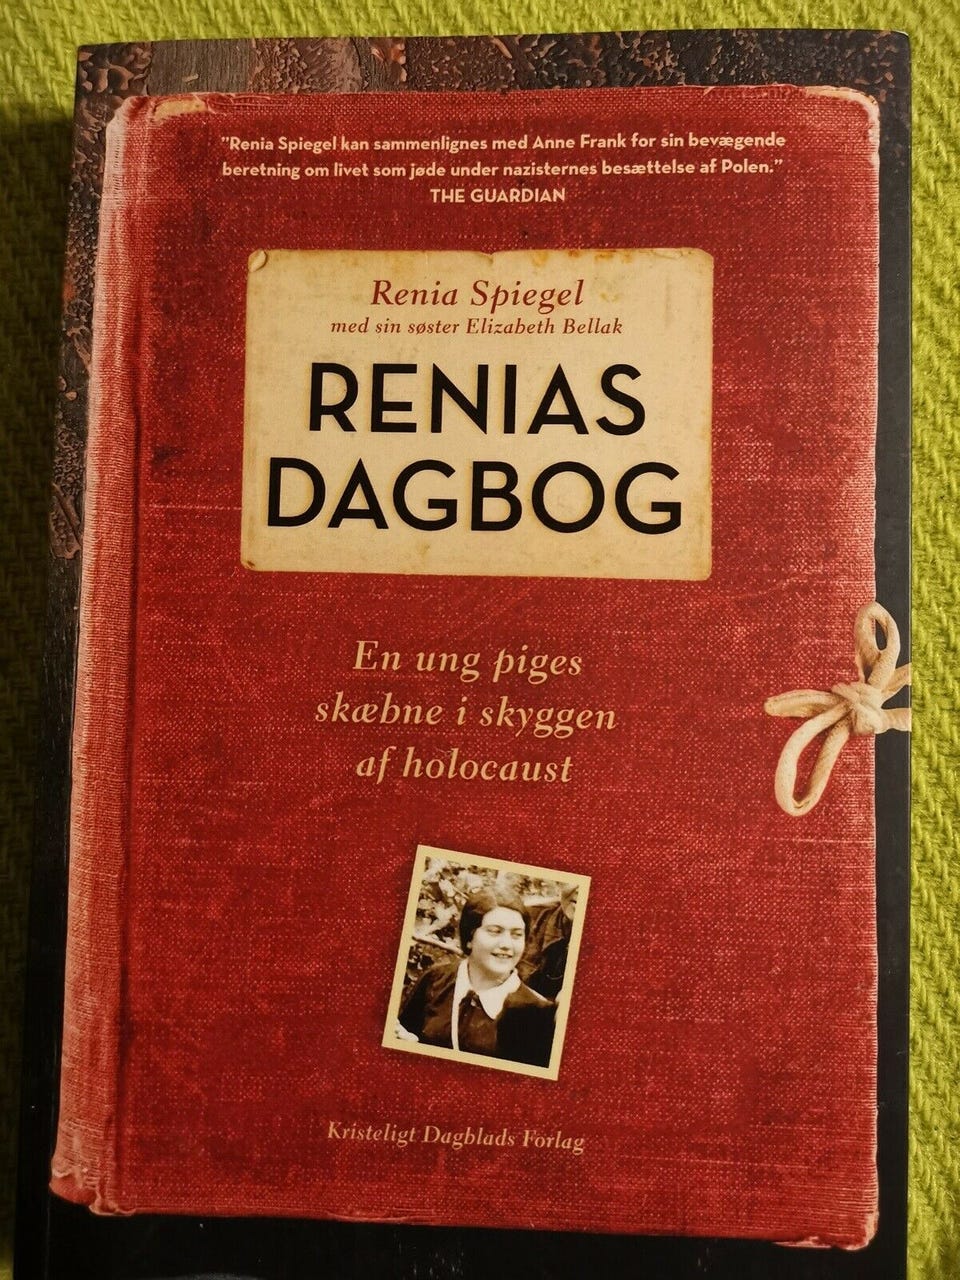 "Renia Spiegel kan sammenlignes med Anne Frank for sin bevægende
beretning om livet som jøde under nazisternes besættelse af Polen."
THE GUARDIAN
Renia Spiegel
med sin søster Elizabeth Bellak
RENIAS
DAGBOG
En ung piges
skæbne i skyggen
af holocaust
Kristeligt Dagblads Forlag